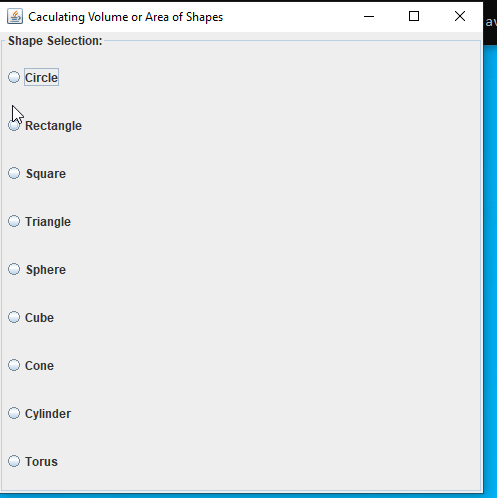 Caculating Volume or Area of Shapes
Shape Selection:
Circle
Rectangle
Square
Triangle
Sphere
Cube
Cone
Cylinder
Torus